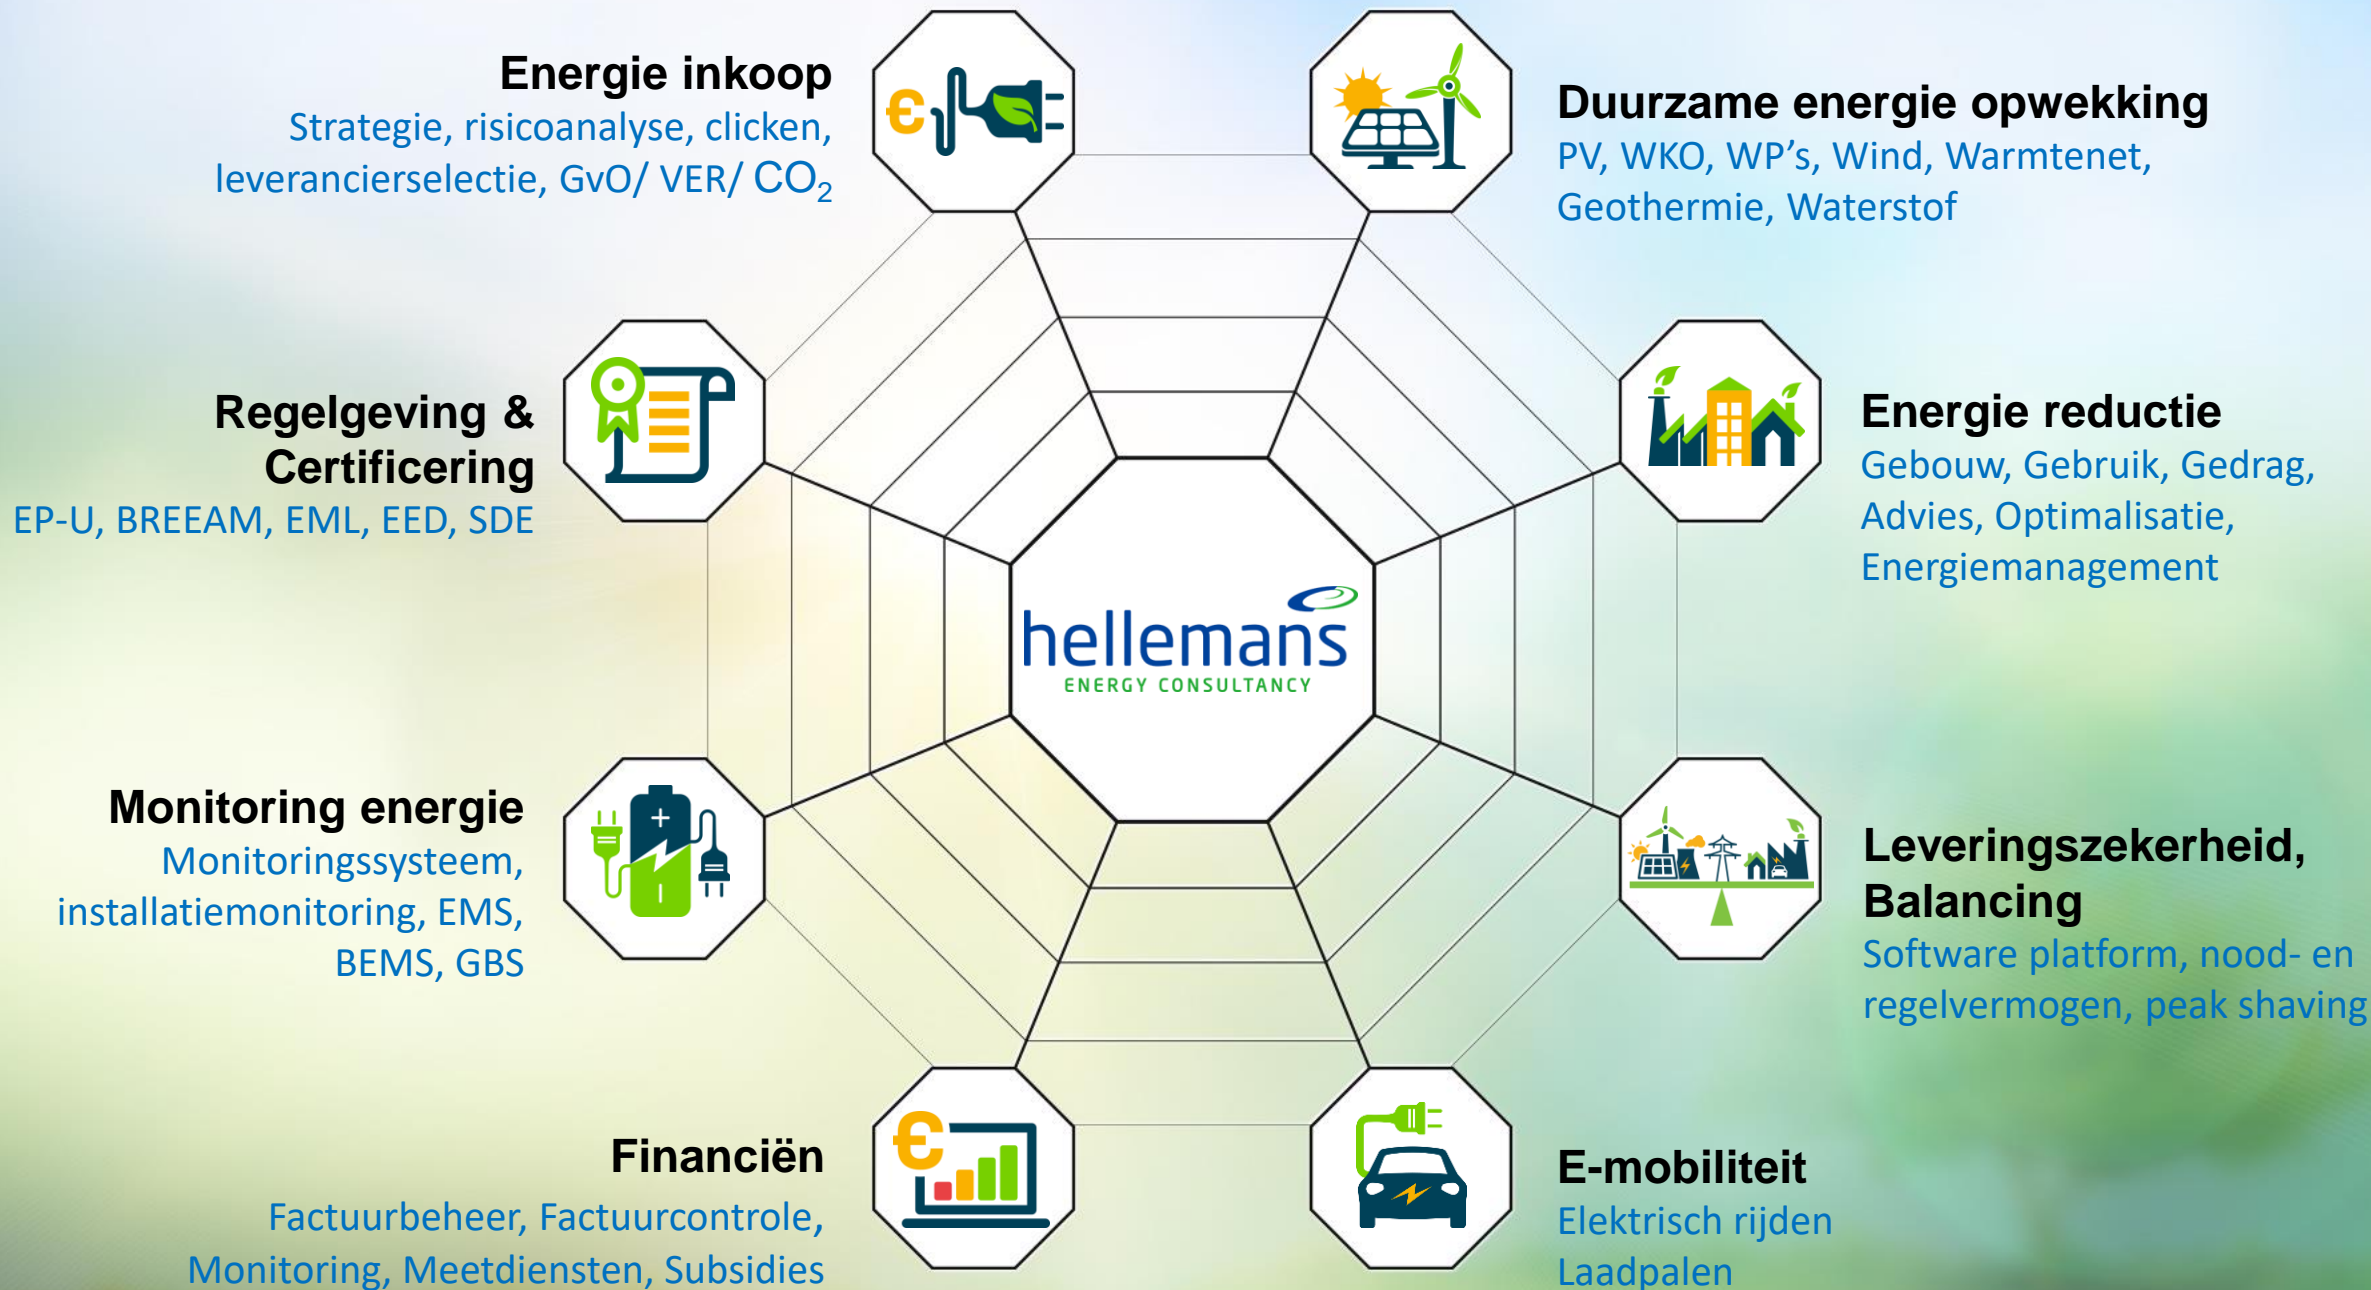 Energie inkoop
Strategie, risicoanalyse, clicken,
leverancierselectie, GvO/ VER/ CO₂
Duurzame energie opwekking
PV, WKO, WP’s, Wind, Warmtenet,
Geothermie, Waterstof
Regelgeving &
Certificering
EP-U, BREEAM, EML, EED, SDE
Energie reductie
Gebouw, Gebruik, Gedrag,
Advies, Optimalisatie,
Energiemanagement
hellemans
ENERGY CONSULTANCY
Monitoring energie
Monitoringssysteem,
installatiemonitoring, EMS,
BEMS, GBS
Leveringszekerheid,
Balancing
Software platform, nood- en
regelvermogen, peak shaving
Financiën
Factuurbeheer, Factuurcontrole,
Monitoring, Meetdiensten, Subsidies
E-mobiliteit
Elektrisch rijden
Laadpalen